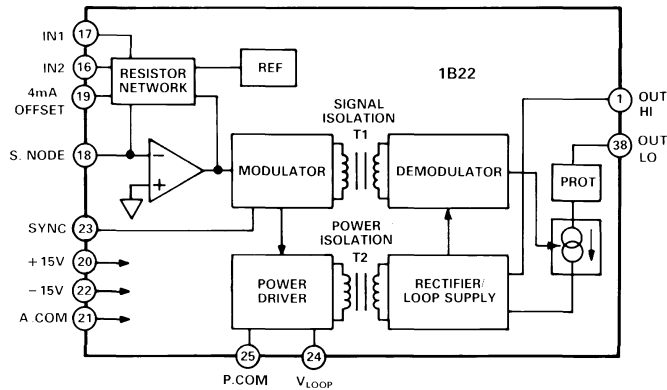 IN1
17
IN2
16
4mA
OFFSET
19
RESISTOR
NETWORK
REF
1B22
SIGNAL
ISOLATION
T1
1
OUT
HI
38
OUT
LO
S. NODE
18
−
+
MODULATOR
DEMODULATOR
PROT
SYNC
23
POWER
ISOLATION
T2
+15V
20
−15V
22
A.COM
21
POWER
DRIVER
RECTIFIER/
LOOP SUPPLY
25
P.COM
24
VLOOP